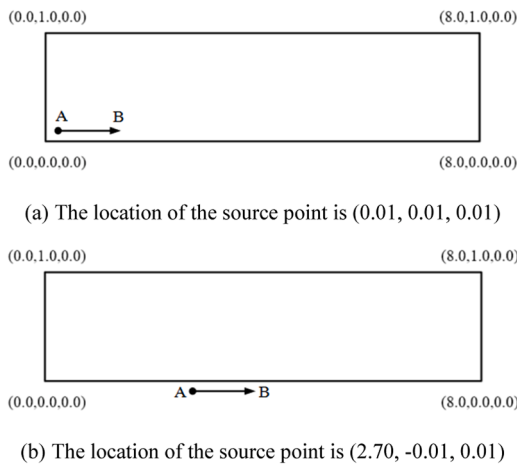 (0.0,1.0,0.0) (8.0,1.0,0.0)
A B
(0.0,0.0,0.0) (8.0,0.0,0.0)
(a) The location of the source point is (0.01, 0.01, 0.01)
(0.0,1.0,0.0) (8.0,1.0,0.0)
A B
(0.0,0.0,0.0) (8.0,0.0,0.0)
(b) The location of the source point is (2.70, -0.01, 0.01)